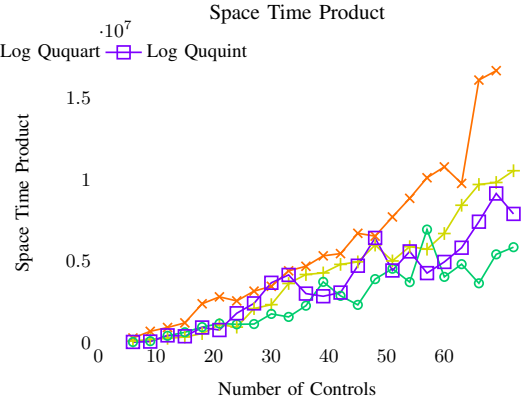 Space Time Product
·10^7
Log Ququart Log Ququint
1.5
1
0.5
0
Space Time Product
0 10 20 30 40 50 60
Number of Controls